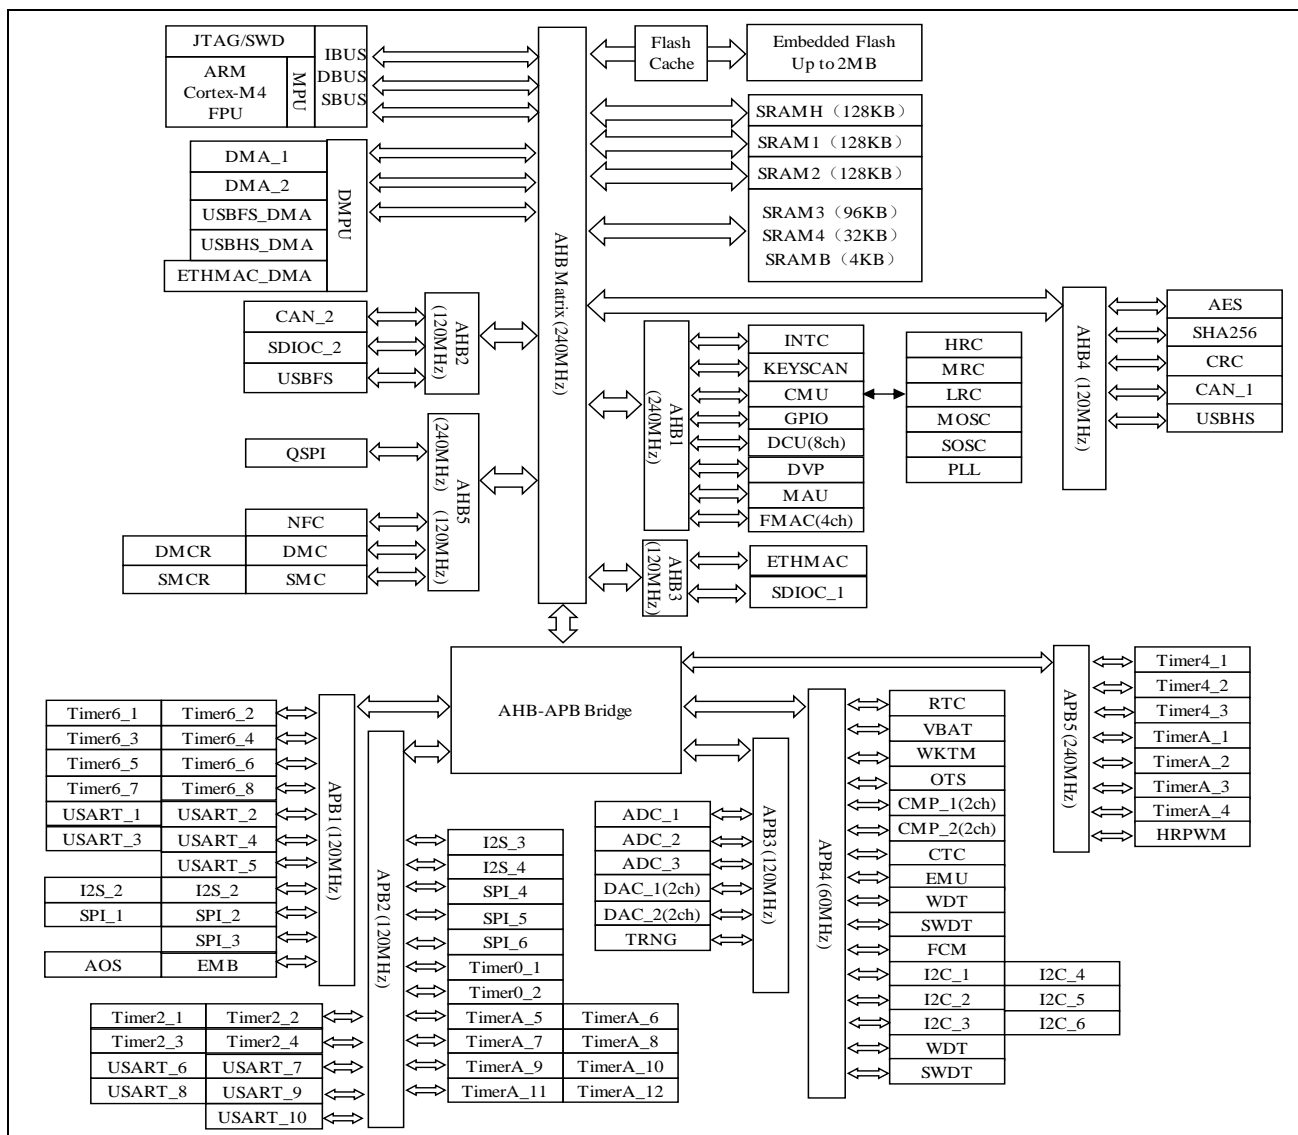 JTAG/SWD
ARM
Cortex-M4
FPU
MPU
IBUS
DBUS
SBUS
DMA_1
DMA_2
USBFS_DMA
USBHS_DMA
ETHMAC_DMA
DMPU
CAN_2
SDIOC_2
USBFS
AHB2
(120MHz)
QSPI
NFC
DMCR
DMC
SMCR
SMC
(240MHz)
AHB5
(120MHz)
AHB Matrix (240MHz)
Flash
Cache
Embedded Flash
Up to 2MB
SRAMH（128KB）
SRAM1（128KB）
SRAM2（128KB）
SRAM3（96KB）
SRAM4（32KB）
SRAMB（4KB）
AHB1
(240MHz)
INTC
KEYSCAN
CMU
GPIO
DCU(8ch)
DVP
MAU
FMAC(4ch)
HRC
MRC
LRC
MOSC
SOSC
PLL
AHB4 (120MHz)
AES
SHA256
CRC
CAN_1
USBHS
AHB3
(120MHz)
ETHMAC
SDIOC_1
AHB-APB Bridge
Timer6_1
Timer6_2
Timer6_3
Timer6_4
Timer6_5
Timer6_6
Timer6_7
Timer6_8
USART_1
USART_2
USART_3
USART_4
USART_5
I2S_2
I2S_2
SPI_1
SPI_2
SPI_3
AOS
EMB
APB1 (120MHz)
Timer2_1
Timer2_2
Timer2_3
Timer2_4
USART_6
USART_7
USART_8
USART_9
USART_10
APB2 (120MHz)
I2S_3
I2S_4
SPI_4
SPI_5
SPI_6
Timer0_1
Timer0_2
TimerA_5
TimerA_6
TimerA_7
TimerA_8
TimerA_9
TimerA_10
TimerA_11
TimerA_12
ADC_1
ADC_2
ADC_3
DAC_1(2ch)
DAC_2(2ch)
TRNG
APB3 (120MHz)
APB4 (60MHz)
RTC
VBAT
WKTM
OTS
CMP_1(2ch)
CMP_2(2ch)
CTC
EMU
WDT
SWDT
FCM
I2C_1
I2C_4
I2C_2
I2C_5
I2C_3
I2C_6
WDT
SWDT
APB5 (240MHz)
Timer4_1
Timer4_2
Timer4_3
TimerA_1
TimerA_2
TimerA_3
TimerA_4
HRPWM